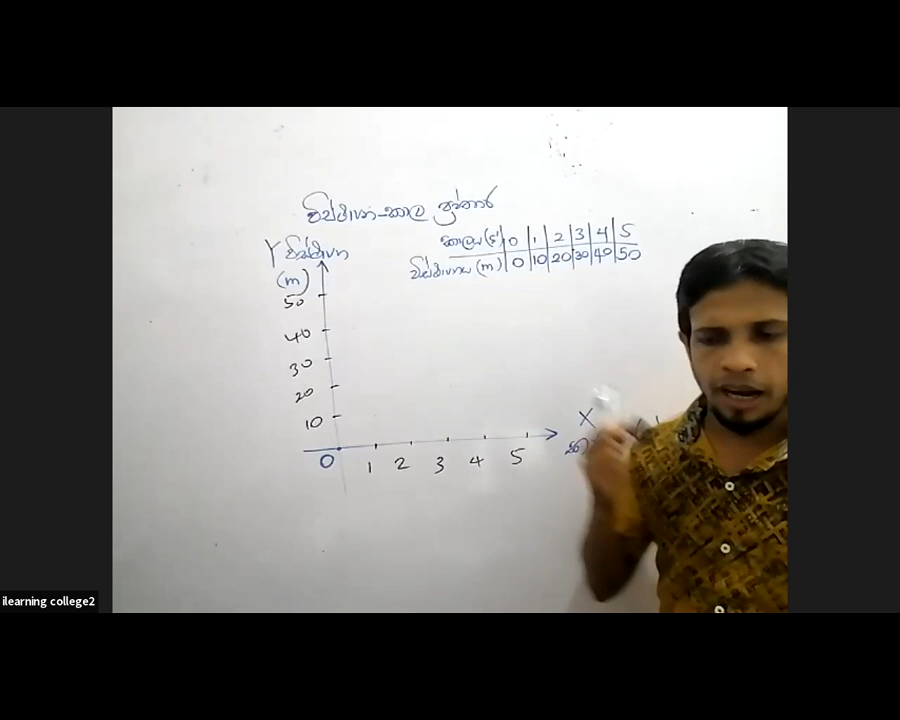 විස්ථාපන-කාල ප්‍රස්තාර
කාලය (s) 0 1 2 3 4 5
විස්ථාපනය (m) 0 10 20 30 40 50
Y විස්ථාපන
(m)
50
40
30
20
10
0 1 2 3 4 5
X
ilearning college2